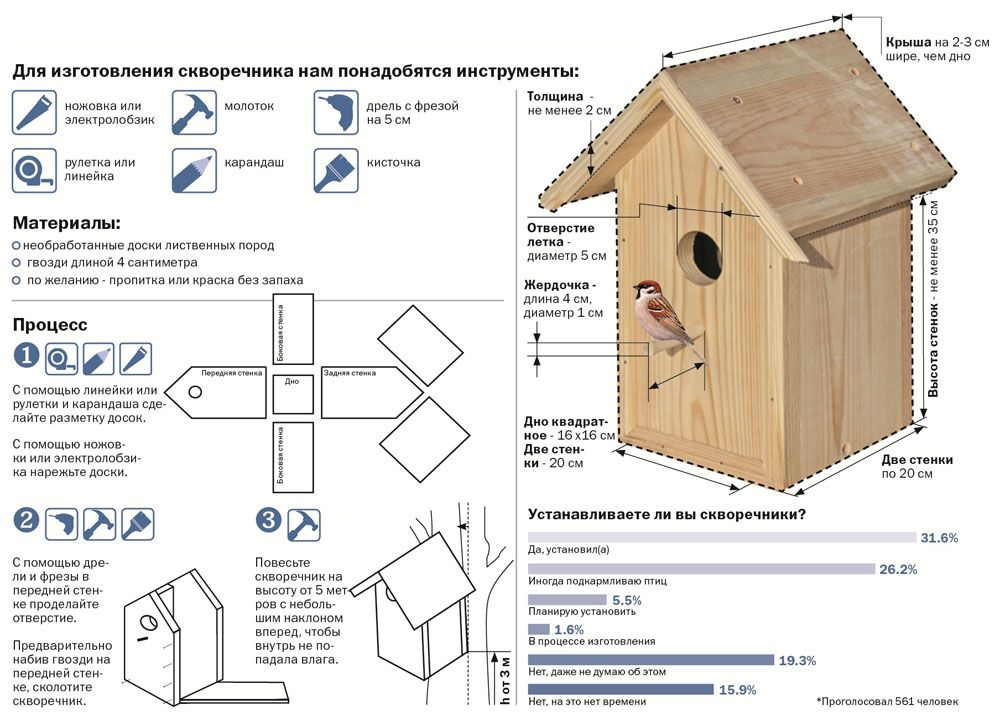 Для изготовления скворечника нам понадобятся инструменты:
ножовка или
электролобзик
молоток
дрель с фрезой
на 5 см
рулетка или
линейка
карандаш
кисточка
Материалы:
необработанные доски лиственных пород
гвозди длиной 4 сантиметра
по желанию - пропитка или краска без запаха
Процесс
1
С помощью линейки или
рулетки и карандаша сде-
лайте разметку досок.
С помощью ножов-
ки или электролобзи-
ка нарежьте доски.
Боковая стенка
Передняя стенка
Дно
Задняя стенка
Боковая стенка
2
С помощью дре-
ли и фрезы в
передней стен-
ке проделайте
отверстие.
Предварительно
набив гвозди на
передней стен-
ке, сколотите
скворечник.
3
Повесьте
скворечник на
высоту от 5 мет-
ров с неболь-
шим наклоном
вперед, чтобы
внутрь не по-
падала влага.
h от 3 м
Крыша на 2-3 см
шире, чем дно
Толщина -
не менее 2 см
Отверстие
летка -
диаметр 5 см
Жердочка -
длина 4 см,
диаметр 1 см
Высота стенок - не менее 35 см
Дно квадрат-
ное - 16 х16 см
Две стен-
ки - 20 см
Две стенки
по 20 см
Устанавливаете ли вы скворечники?
31.6%
Да, установил(а)
26.2%
Иногда подкармливаю птиц
5.5%
Планирую установить
1.6%
В процессе изготовления
19.3%
Нет, даже не думаю об этом
15.9%
Нет, на это нет времени
*Проголосовал 561 человек